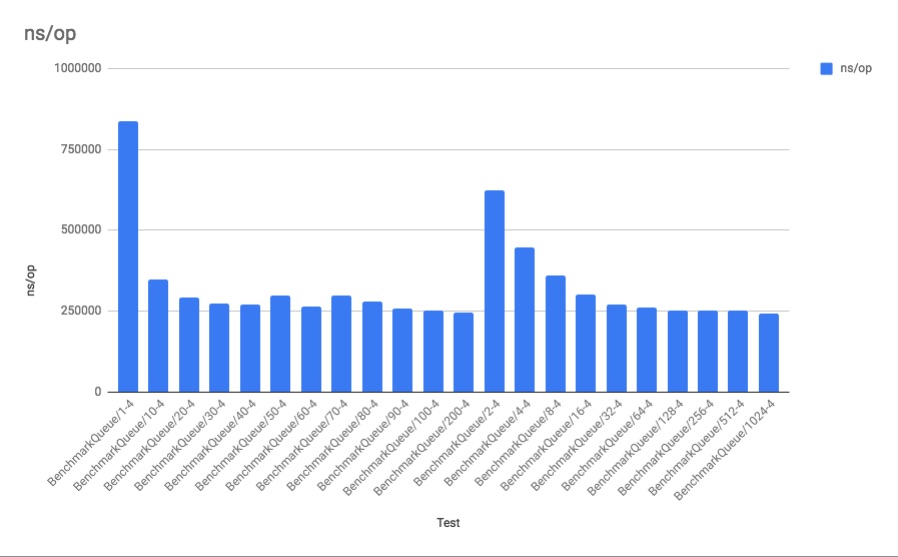 ns/op
ns/op
1000000
750000
500000
250000
0
ns/op
BenchmarkQueue/1-4
BenchmarkQueue/10-4
BenchmarkQueue/20-4
BenchmarkQueue/30-4
BenchmarkQueue/40-4
BenchmarkQueue/50-4
BenchmarkQueue/60-4
BenchmarkQueue/70-4
BenchmarkQueue/80-4
BenchmarkQueue/90-4
BenchmarkQueue/100-4
BenchmarkQueue/200-4
BenchmarkQueue/2-4
BenchmarkQueue/4-4
BenchmarkQueue/8-4
BenchmarkQueue/16-4
BenchmarkQueue/32-4
BenchmarkQueue/64-4
BenchmarkQueue/128-4
BenchmarkQueue/256-4
BenchmarkQueue/512-4
BenchmarkQueue/1024-4
Test